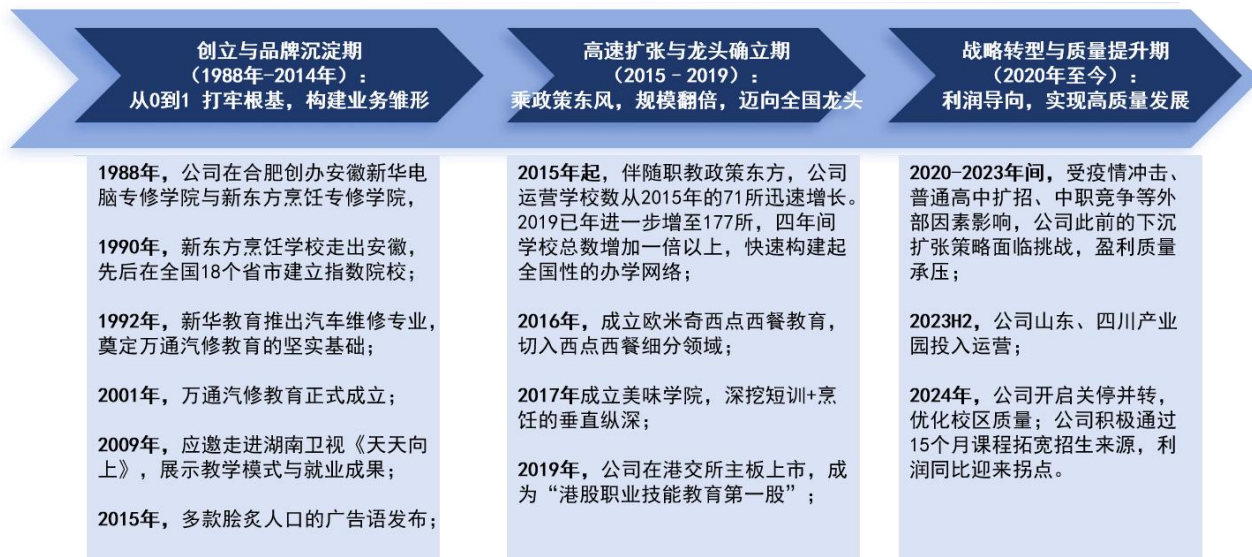 创立与品牌沉淀期
（1988年-2014年）：
从0到1 打牢根基，构建业务雏形
1988年，公司在合肥创办安徽新华电
脑专修学院与新东方烹饪专修学院，
1990年，新东方烹饪学校走出安徽，
先后在全国18个省市建立指数院校；
1992年，新华教育推出汽车维修专业，
奠定万通汽修教育的坚实基础；
2001年，万通汽修教育正式成立；
2009年，应邀走进湖南卫视《天天向
上》，展示教学模式与就业成果；
2015年，多款脍炙人口的广告语发布；
高速扩张与龙头确立期
（2015–2019）：
乘政策东风，规模翻倍，迈向全国龙头
2015年起，伴随职教政策东方，公司
运营学校数从2015年的71所迅速增长。
2019已年进一步增至177所，四年间
学校总数增加一倍以上，快速构建起
全国性的办学网络；
2016年，成立欧米奇西点西餐教育，
切入西点西餐细分领域；
2017年成立美味学院，深挖短训+烹
饪的垂直纵深；
2019年，公司在港交所主板上市，成
为“港股职业技能教育第一股”；
战略转型与质量提升期
（2020年至今）：
利润导向，实现高质量发展
2020-2023年间，受疫情冲击、
普通高中扩招、中职竞争等外
部因素影响，公司此前的下沉
扩张策略面临挑战，盈利质量
承压；
2023H2，公司山东、四川产业
园投入运营；
2024年，公司开启关停并转，
优化校区质量；公司积极通过
15个月课程拓宽招生来源，利
润同比迎来拐点。